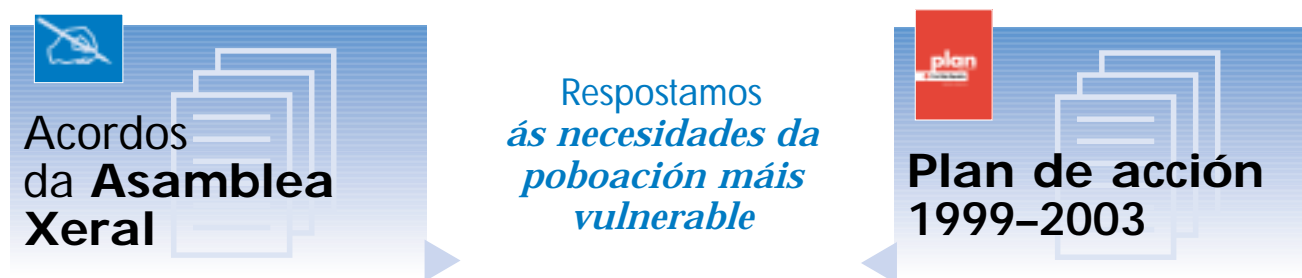 Acordos
da Asamblea
Xeral
Respostamos
ás necesidades da
poboación máis
vulnerable
plan
Plan de acción
1999–2003